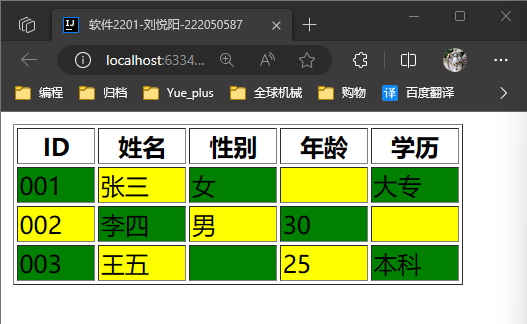 软件2201-刘悦阳-222050587
localhost:6334...
编程 归档 Yue_plus 全球机械 购物 译 百度翻译
ID 姓名 性别 年龄 学历
001 张三 女 大专
002 李四 男 30
003 王五 25 本科